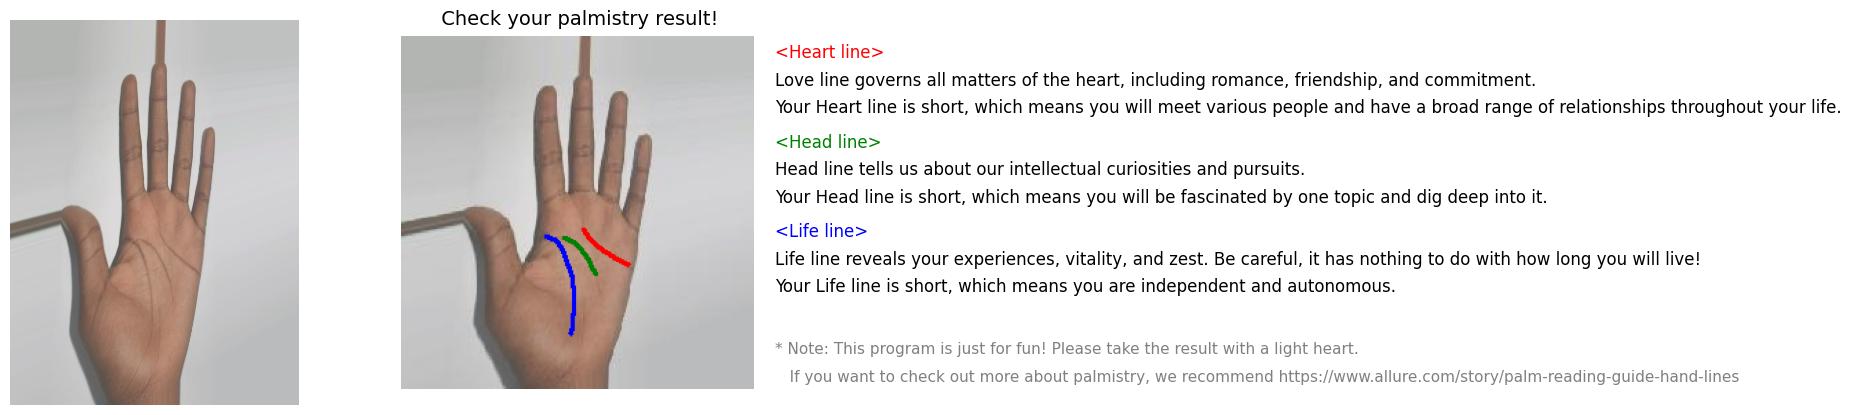 Check your palmistry result!
<Heart line>
Love line governs all matters of the heart, including romance, friendship, and commitment.
Your Heart line is short, which means you will meet various people and have a broad range of relationships throughout your life.
<Head line>
Head line tells us about our intellectual curiosities and pursuits.
Your Head line is short, which means you will be fascinated by one topic and dig deep into it.
<Life line>
Life line reveals your experiences, vitality, and zest. Be careful, it has nothing to do with how long you will live!
Your Life line is short, which means you are independent and autonomous.
* Note: This program is just for fun! Please take the result with a light heart.
If you want to check out more about palmistry, we recommend https://www.allure.com/story/palm-reading-guide-hand-lines